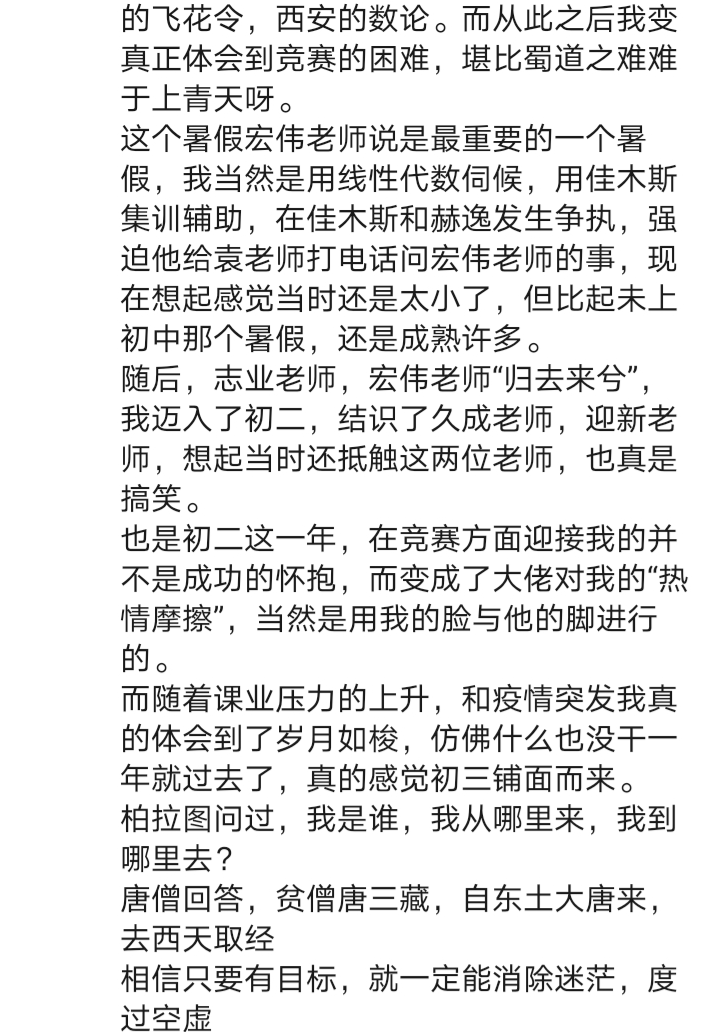 的飞花令，西安的数论。而从此之后我变
真正体会到竞赛的困难，堪比蜀道之难难
于上青天呀。
这个暑假宏伟老师说是最重要的一个暑
假，我当然是用线性代数伺候，用佳木斯
集训辅助，在佳木斯和赫逸发生争执，强
迫他给袁老师打电话问宏伟老师的事，现
在想起感觉当时还是太小了，但比起未上
初中那个暑假，还是成熟许多。
随后，志业老师，宏伟老师“归去来兮”，
我迈入了初二，结识了久成老师，迎新老
师，想起当时还抵触这两位老师，也真是
搞笑。
也是初二这一年，在竞赛方面迎接我的并
不是成功的怀抱，而变成了大佬对我的“热
情摩擦”，当然是用我的脸与他的脚进行
的。
而随着课业压力的上升，和疫情突发我真
的体会到了岁月如梭，仿佛什么也没干一
年就过去了，真的感觉初三铺面而来。
柏拉图问过，我是谁，我从哪里来，我到
哪里去？
唐僧回答，贫僧唐三藏，自东土大唐来，
去西天取经
相信只要有目标，就一定能消除迷茫，度
过空虚